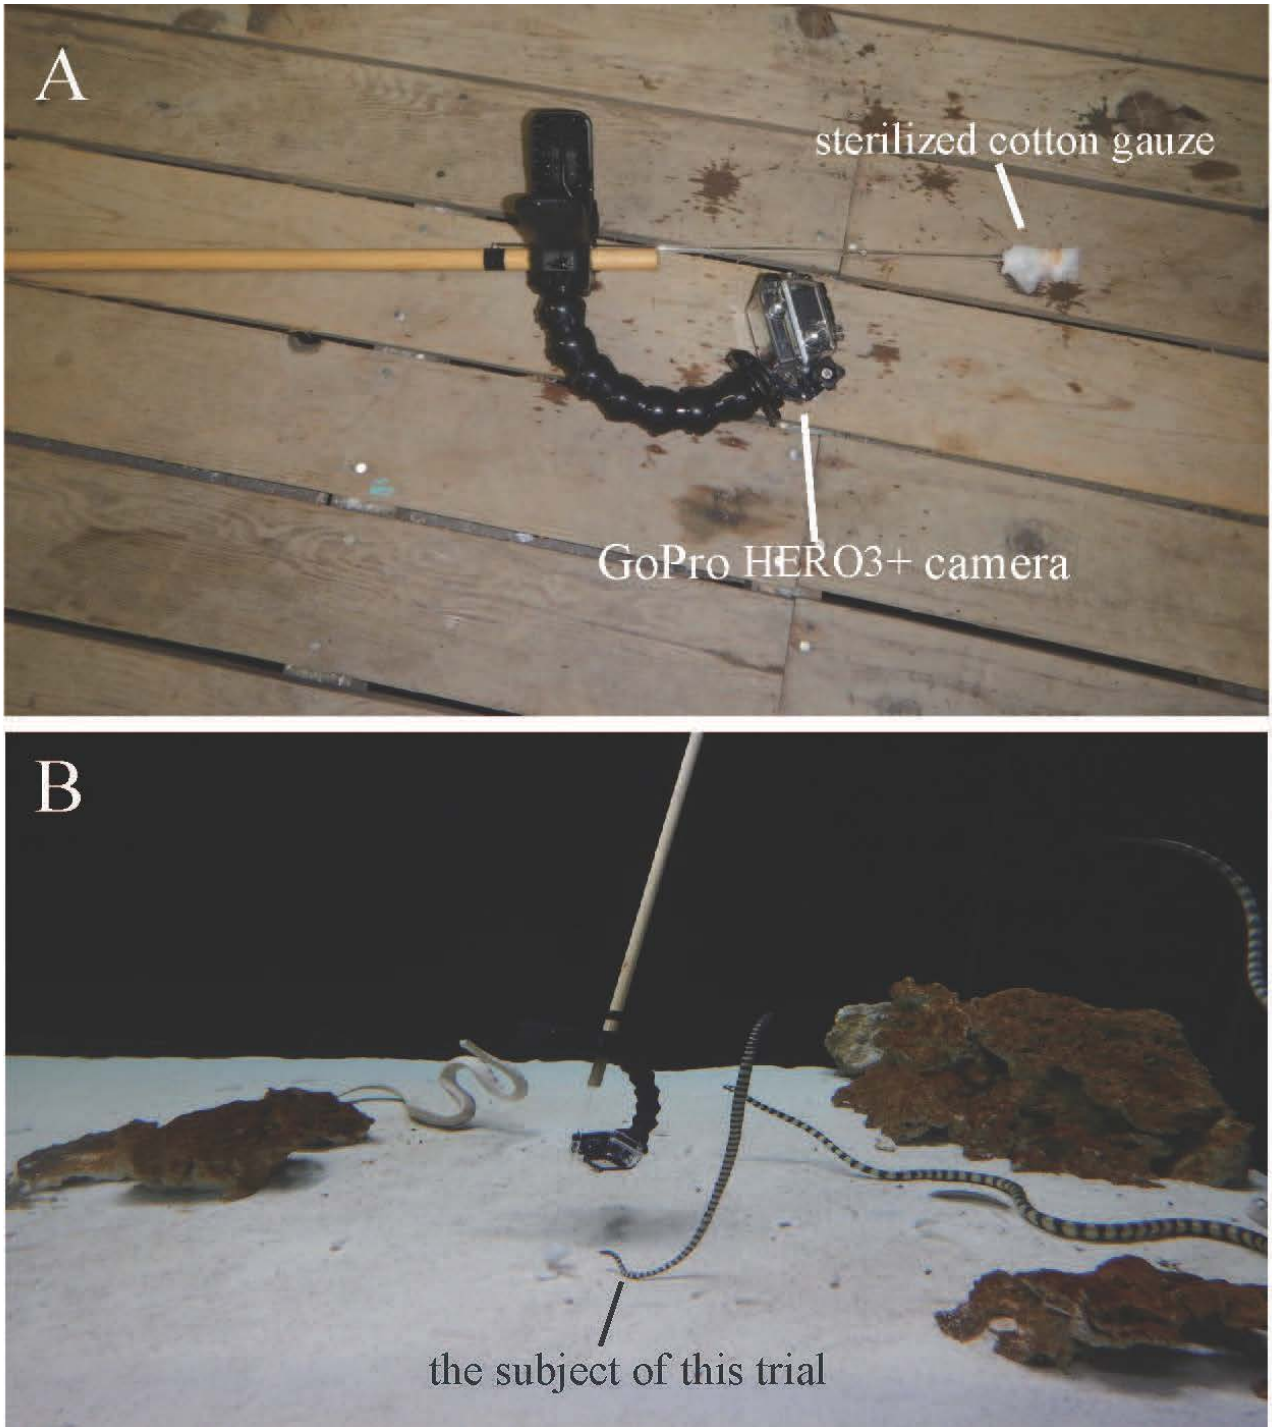 A
sterilized cotton gauze
GoPro HERO3+ camera
B
the subject of this trial